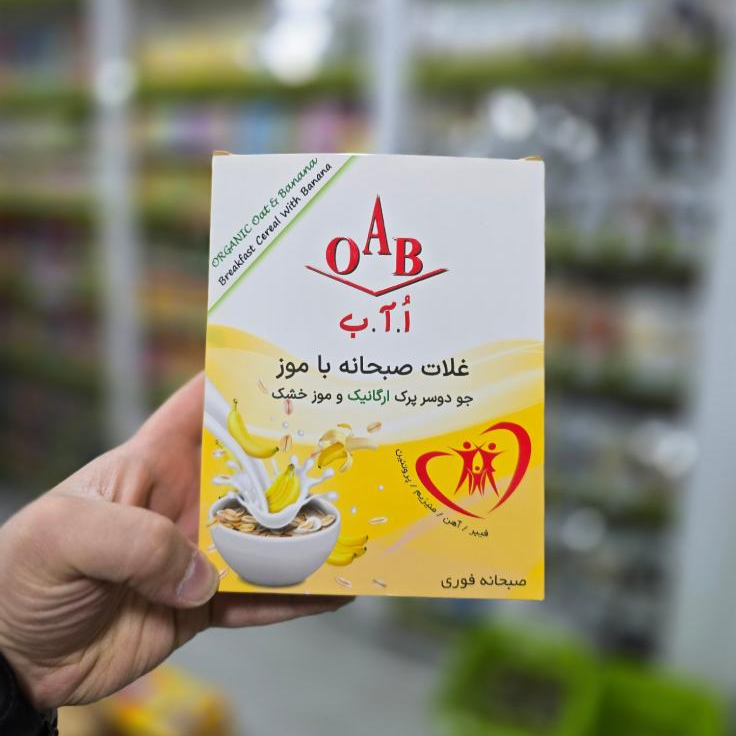 ORGANIC Oat & Banana
Breakfast Cereal With Banana
OAB
اُ.آ.ب
غلات صبحانه با موز
جو دوسر پرک ارگانیک و موز خشک
فیبر / آهن / منیزیم / پروتئین
صبحانه فوری